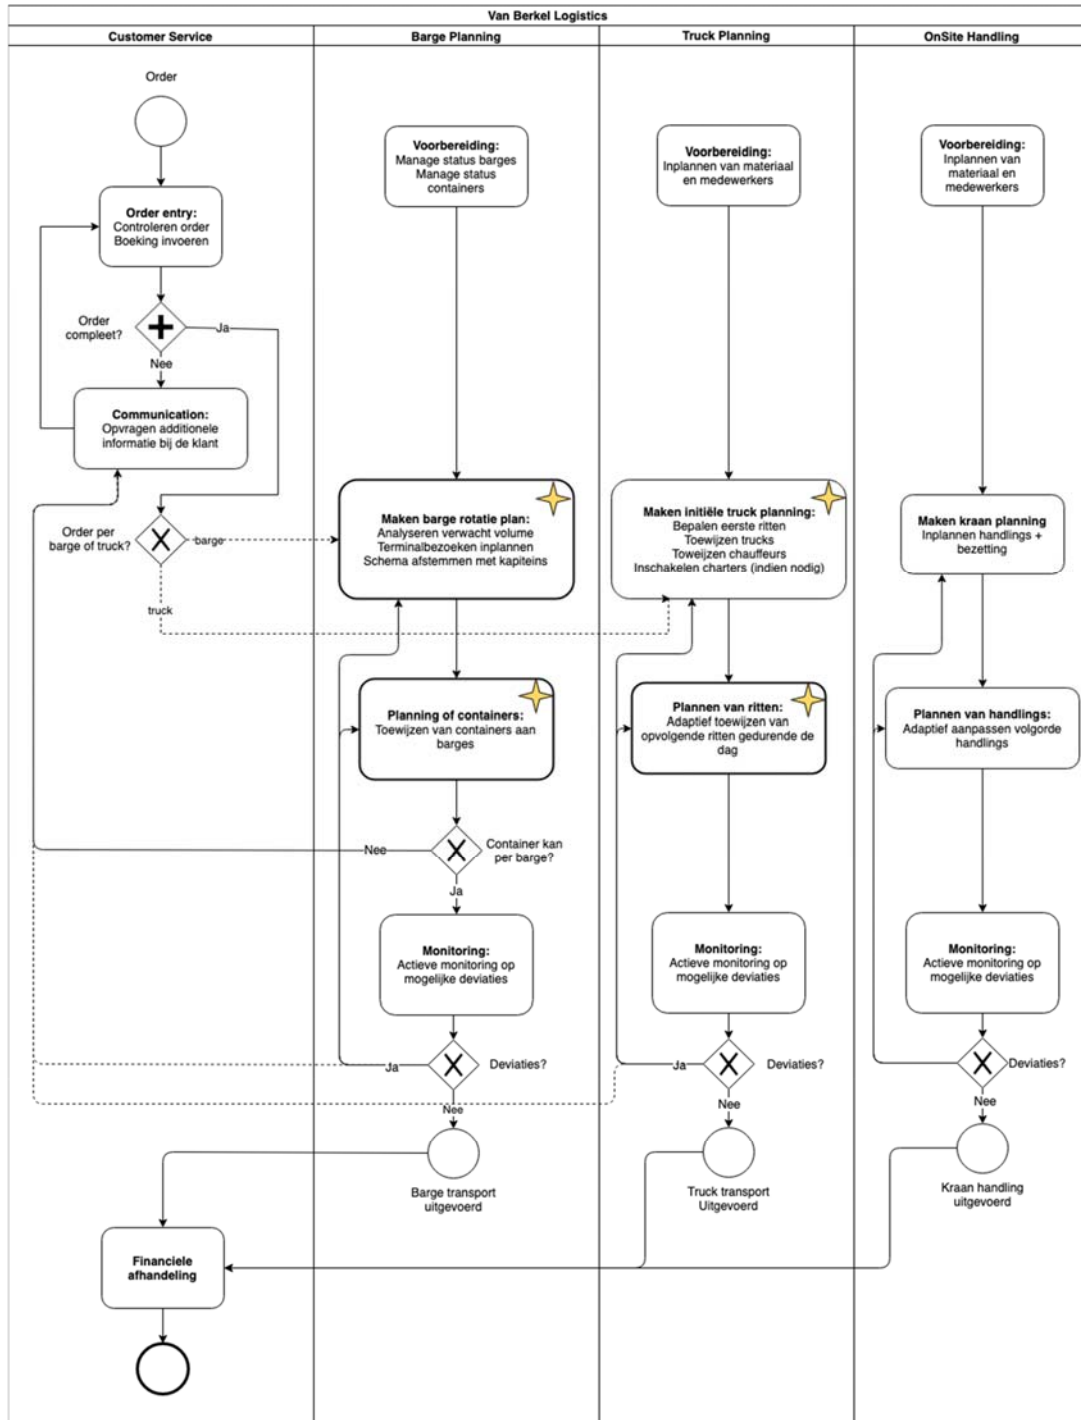 Van Berkel Logistics
Customer Service
Barge Planning
Truck Planning
OnSite Handling
Order
Order entry:
Controleren order
Boeking invoeren
Order
compleet?
Ja
Nee
Communication:
Opvragen additionele
informatie bij de klant
Order per
barge of truck?
barge
truck
Financiele
afhandeling
Voorbereiding:
Manage status barges
Manage status
containers
Maken barge rotatie plan:
Analyseren verwacht volume
Terminalbezoeken inplannen
Schema afstemmen met kapiteins
Planning of containers:
Toewijzen van containers aan
barges
Container kan
per barge?
Nee
Ja
Monitoring:
Actieve monitoring op
mogelijke deviaties
Deviaties?
Ja
Nee
Barge transport
uitgevoerd
Voorbereiding:
Inplannen van materiaal
en medewerkers
Maken initiële truck planning:
Bepalen eerste ritten
Toewijzen trucks
Toweijzen chauffeurs
Inschakelen charters (indien nodig)
Plannen van ritten:
Adaptief toewijzen van
opvolgende ritten gedurende de
dag
Monitoring:
Actieve monitoring op
mogelijke deviaties
Deviaties?
Ja
Nee
Truck transport
Uitgevoerd
Voorbereiding:
Inplannen van
materiaal en
medewerkers
Maken kraan planning
Inplannen handlings +
bezetting
Plannen van handlings:
Adaptief aanpassen volgorde
handlings
Monitoring:
Actieve monitoring op
mogelijke deviaties
Deviaties?
Nee
Kraan handling
uitgevoerd